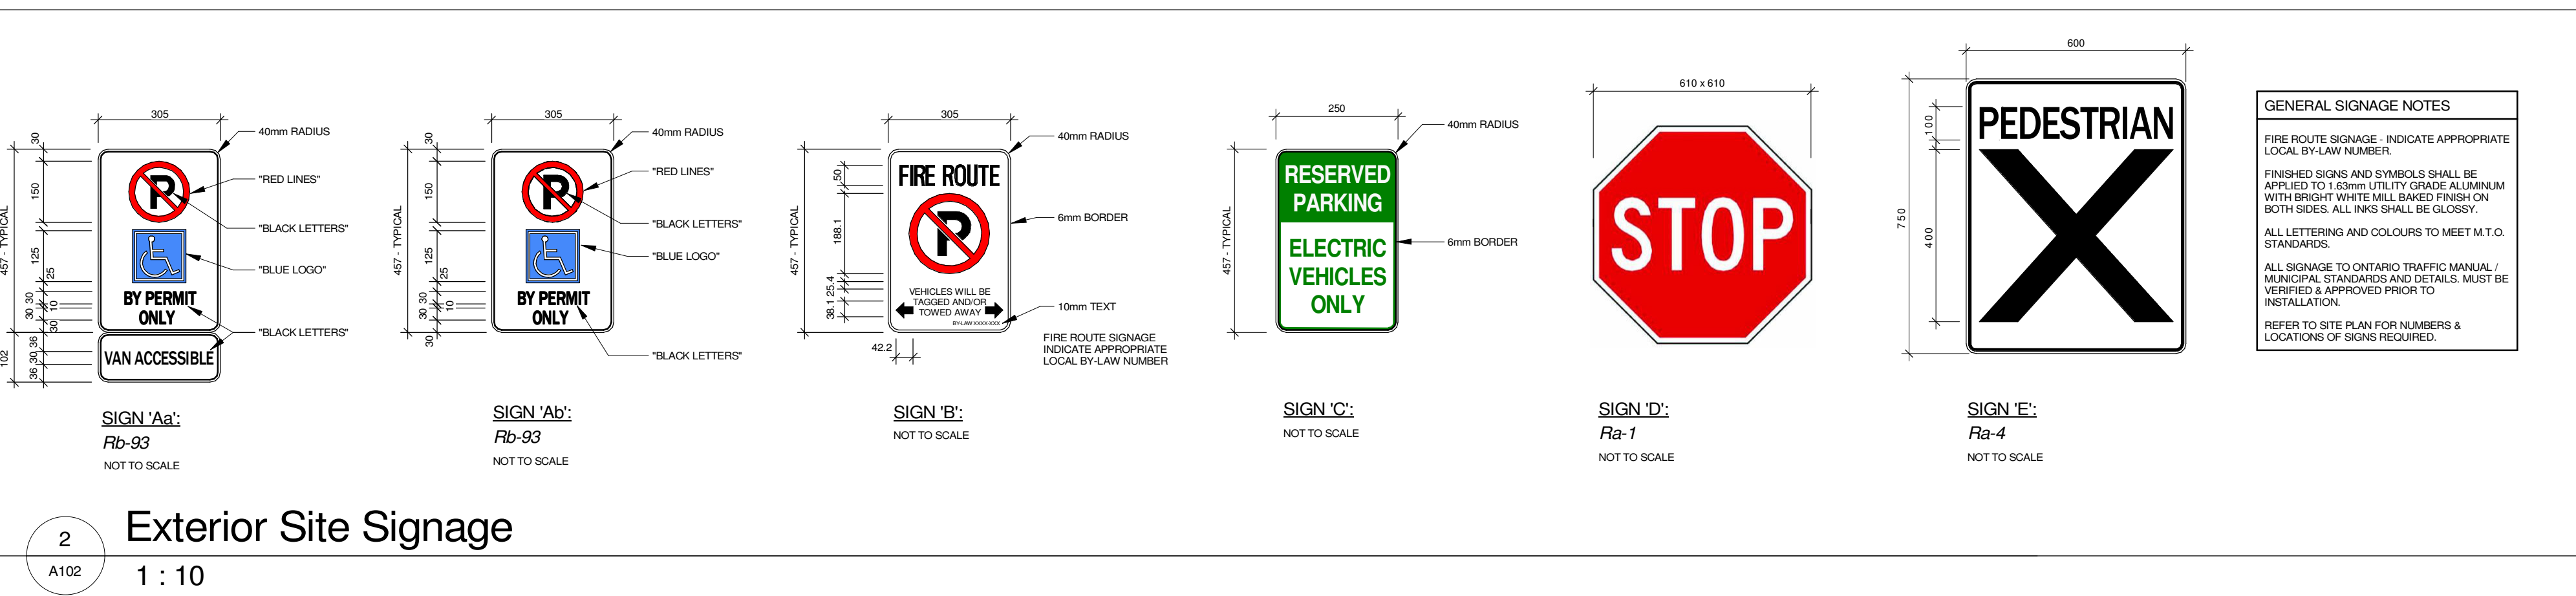 305
30
150
457 - TYPICAL
125
25
30
10
30
30
36
30
36
102
40mm RADIUS
"RED LINES"
"BLACK LETTERS"
"BLUE LOGO"
"BLACK LETTERS"
P
BY PERMIT
ONLY
VAN ACCESSIBLE
SIGN 'Aa':
Rb-93
NOT TO SCALE
305
30
150
457 - TYPICAL
125
25
30
10
30
30
40mm RADIUS
"RED LINES"
"BLACK LETTERS"
"BLUE LOGO"
"BLACK LETTERS"
P
BY PERMIT
ONLY
SIGN 'Ab':
Rb-93
NOT TO SCALE
305
457 - TYPICAL
50
188.1
25.4
38.1
42.2
40mm RADIUS
6mm BORDER
10mm TEXT
FIRE ROUTE
P
VEHICLES WILL BE
TAGGED AND/OR
TOWED AWAY
BY-LAW XXXX-XXX
FIRE ROUTE SIGNAGE
INDICATE APPROPRIATE
LOCAL BY-LAW NUMBER
SIGN 'B':
NOT TO SCALE
250
457 - TYPICAL
40mm RADIUS
6mm BORDER
RESERVED
PARKING
ELECTRIC
VEHICLES
ONLY
SIGN 'C':
NOT TO SCALE
610 x 610
STOP
SIGN 'D':
Ra-1
NOT TO SCALE
600
750
100
400
PEDESTRIAN
X
SIGN 'E':
Ra-4
NOT TO SCALE
GENERAL SIGNAGE NOTES
FIRE ROUTE SIGNAGE - INDICATE APPROPRIATE
LOCAL BY-LAW NUMBER.
FINISHED SIGNS AND SYMBOLS SHALL BE
APPLIED TO 1.63mm UTILITY GRADE ALUMINUM
WITH BRIGHT WHITE MILL BAKED FINISH ON
BOTH SIDES. ALL INKS SHALL BE GLOSSY.
ALL LETTERING AND COLOURS TO MEET M.T.O.
STANDARDS.
ALL SIGNAGE TO ONTARIO TRAFFIC MANUAL /
MUNICIPAL STANDARDS AND DETAILS. MUST BE
VERIFIED & APPROVED PRIOR TO
INSTALLATION.
REFER TO SITE PLAN FOR NUMBERS &
LOCATIONS OF SIGNS REQUIRED.
2
A102
Exterior Site Signage
1 : 10